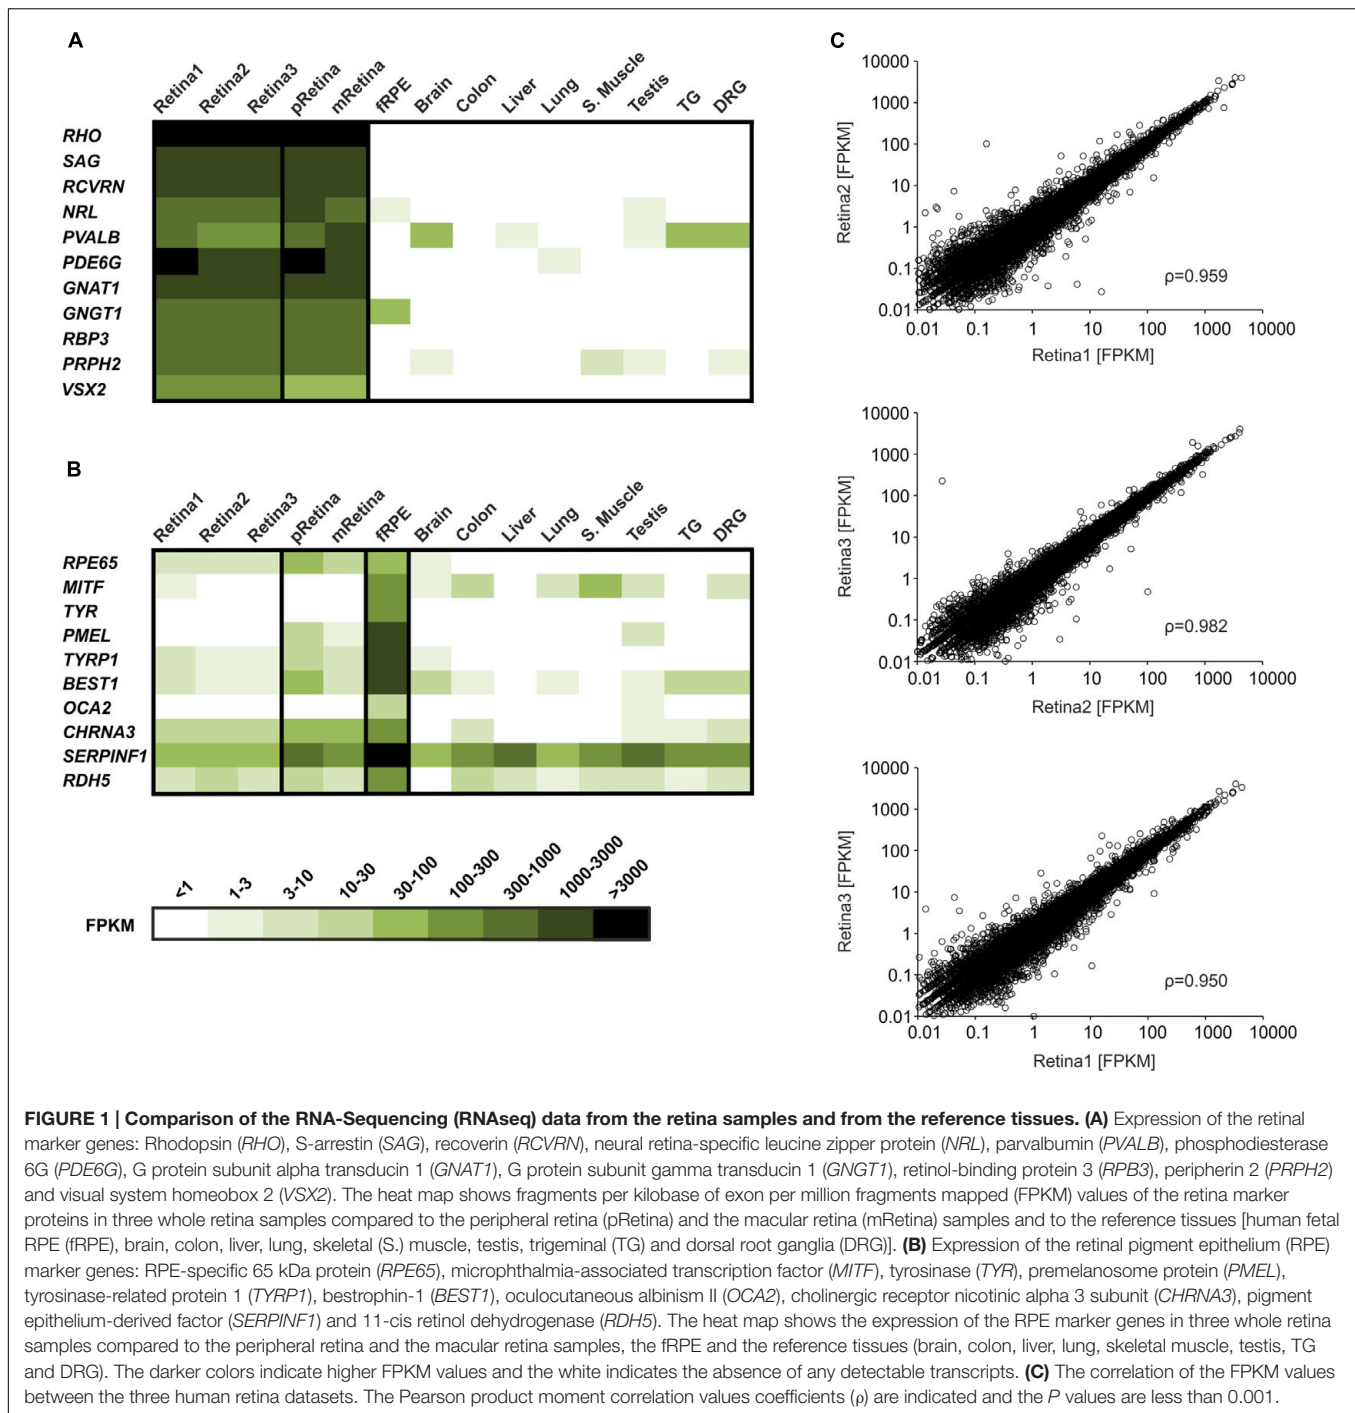 A
Retina1 Retina2 Retina3 pRetina mRetina fRPE Brain Colon Liver Lung S. Muscle Testis TG DRG
RHO
SAG
RCVRN
NRL
PVALB
PDE6G
GNAT1
GNGT1
RBP3
PRPH2
VSX2
B
Retina1 Retina2 Retina3 pRetina mRetina fRPE Brain Colon Liver Lung S. Muscle Testis TG DRG
RPE65
MITF
TYR
PMEL
TYRP1
BEST1
OCA2
CHRNA3
SERPINF1
RDH5
<1 1-3 3-10 10-30 30-100 100-300 300-1000 1000-3000 >3000
FPKM
C
10000
1000
100
10
1
0.1
0.01
Retina2 [FPKM]
ρ=0.959
0.01 0.1 1 10 100 1000 10000
Retina1 [FPKM]
10000
1000
100
10
1
0.1
0.01
Retina3 [FPKM]
ρ=0.982
0.01 0.1 1 10 100 1000 10000
Retina2 [FPKM]
10000
1000
100
10
1
0.1
0.01
Retina3 [FPKM]
ρ=0.950
0.01 0.1 1 10 100 1000 10000
Retina1 [FPKM]
FIGURE 1 | Comparison of the RNA-Sequencing (RNAseq) data from the retina samples and from the reference tissues. (A) Expression of the retinal
marker genes: Rhodopsin (RHO), S-arrestin (SAG), recoverin (RCVRN), neural retina-specific leucine zipper protein (NRL), parvalbumin (PVALB), phosphodiesterase
6G (PDE6G), G protein subunit alpha transducin 1 (GNAT1), G protein subunit gamma transducin 1 (GNGT1), retinol-binding protein 3 (RPB3), peripherin 2 (PRPH2)
and visual system homeobox 2 (VSX2). The heat map shows fragments per kilobase of exon per million fragments mapped (FPKM) values of the retina marker
proteins in three whole retina samples compared to the peripheral retina (pRetina) and the macular retina (mRetina) samples and to the reference tissues [human fetal
RPE (fRPE), brain, colon, liver, lung, skeletal (S.) muscle, testis, trigeminal (TG) and dorsal root ganglia (DRG)]. (B) Expression of the retinal pigment epithelium (RPE)
marker genes: RPE-specific 65 kDa protein (RPE65), microphthalmia-associated transcription factor (MITF), tyrosinase (TYR), premelanosome protein (PMEL),
tyrosinase-related protein 1 (TYRP1), bestrophin-1 (BEST1), oculocutaneous albinism II (OCA2), cholinergic receptor nicotinic alpha 3 subunit (CHRNA3), pigment
epithelium-derived factor (SERPINF1) and 11-cis retinol dehydrogenase (RDH5). The heat map shows the expression of the RPE marker genes in three whole retina
samples compared to the peripheral retina and the macular retina samples, the fRPE and the reference tissues (brain, colon, liver, lung, skeletal muscle, testis, TG
and DRG). The darker colors indicate higher FPKM values and the white indicates the absence of any detectable transcripts. (C) The correlation of the FPKM values
between the three human retina datasets. The Pearson product moment correlation values coefficients (ρ) are indicated and the P values are less than 0.001.